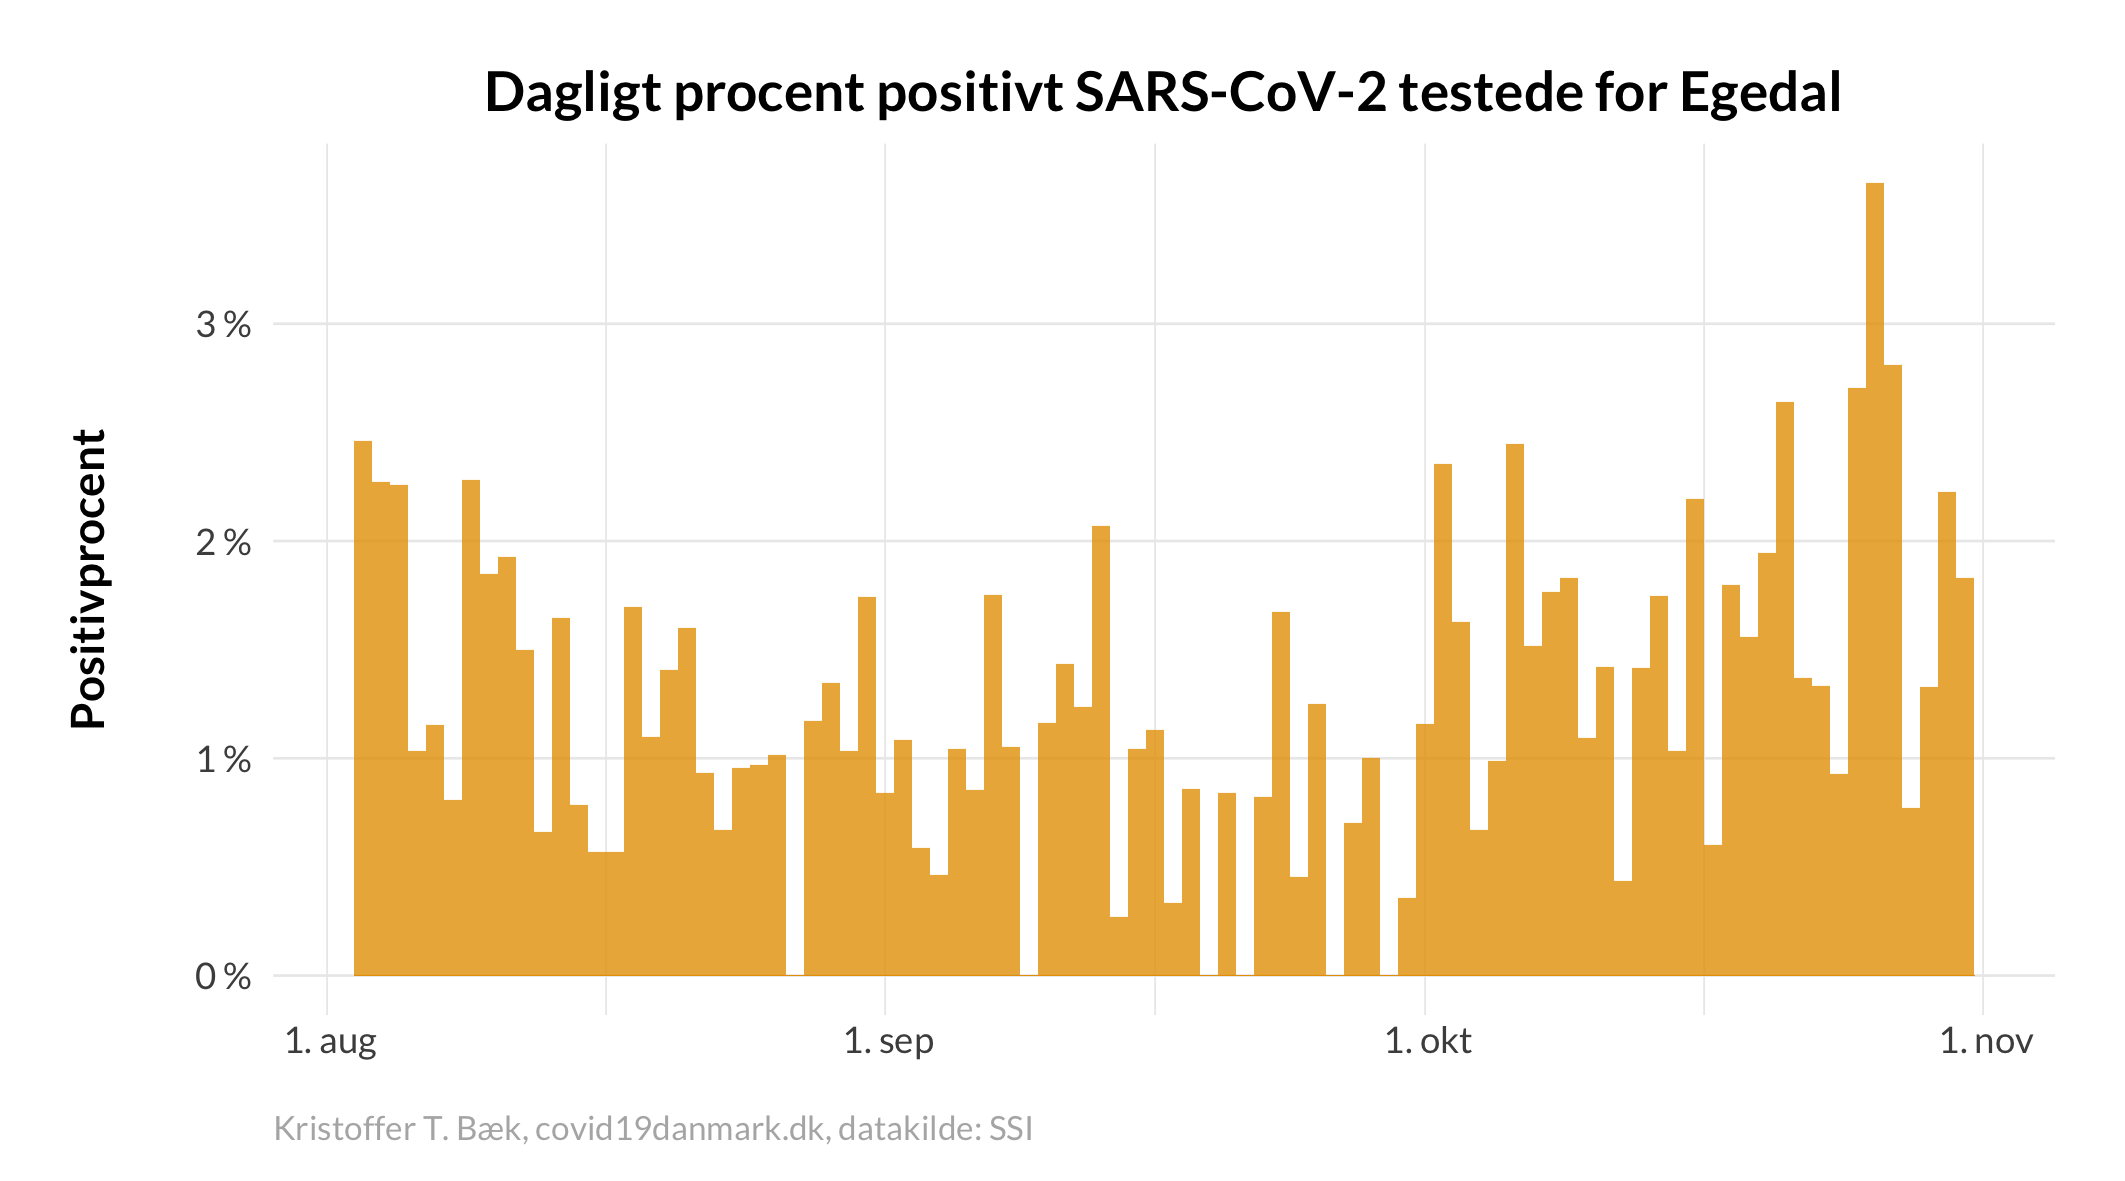 Dagligt procent positivt SARS-CoV-2 testede for Egedal
Positivprocent
3 %
2 %
1 %
0 %
1. aug
1. sep
1. okt
1. nov
Kristoffer T. Bæk, covid19danmark.dk, datakilde: SSI